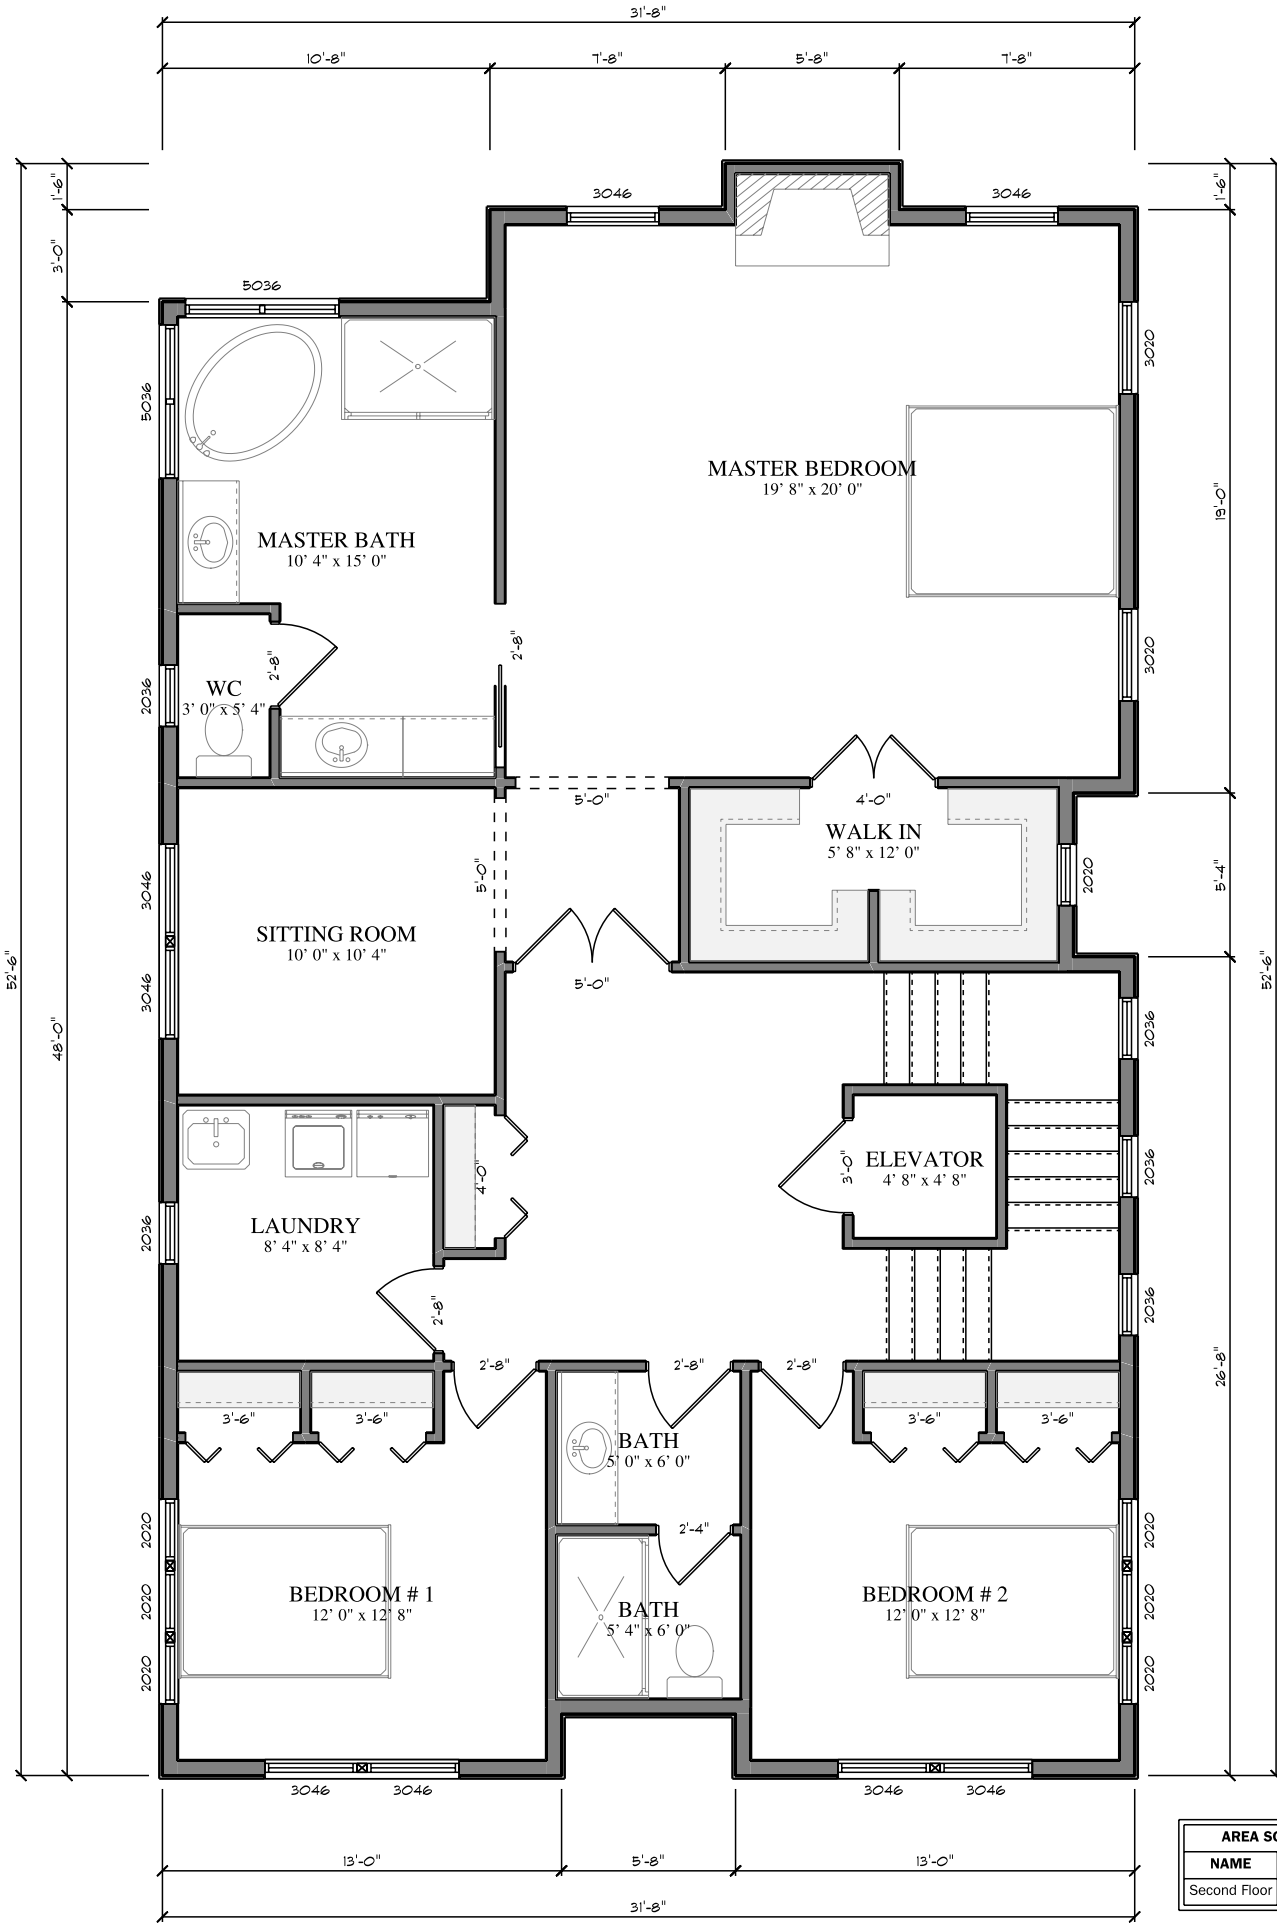 31'-8"
10'-8" 7'-8" 5'-8" 7'-8"
1'-6" 1'-6"
3046 3046
3'-0"
5036
3020
5036
MASTER BEDROOM
19' 8" x 20' 0"
19'-0"
MASTER BATH
10' 4" x 15' 0"
2'-8"
2'-8"
3020
WC
3' 0" x 5' 4"
2036
5'-0" 4'-0"
WALK IN
5' 8" x 12' 0"
3046
5'-0"
2020
5'-4"
SITTING ROOM
10' 0" x 10' 4"
52'-6"
52'-6"
3046
5'-0"
48'-0"
2036
4'-0"
3'-0"
ELEVATOR
4' 8" x 4' 8"
2036
LAUNDRY
8' 4" x 8' 4"
2036
2'-8"
2036
2'-8" 2'-8" 2'-8"
26'-8"
3'-6" 3'-6" 3'-6" 3'-6"
BATH
5' 0" x 6' 0"
2020
2'-4"
2020
BEDROOM # 1
12' 0" x 12' 8"
BEDROOM # 2
12' 0" x 12' 8"
2020
2020
BATH
5' 4" x 6' 0"
2020
2020
3046 3046 3046 3046
13'-0" 5'-8" 13'-0"
31'-8"
AREA SC
NAME
Second Floor